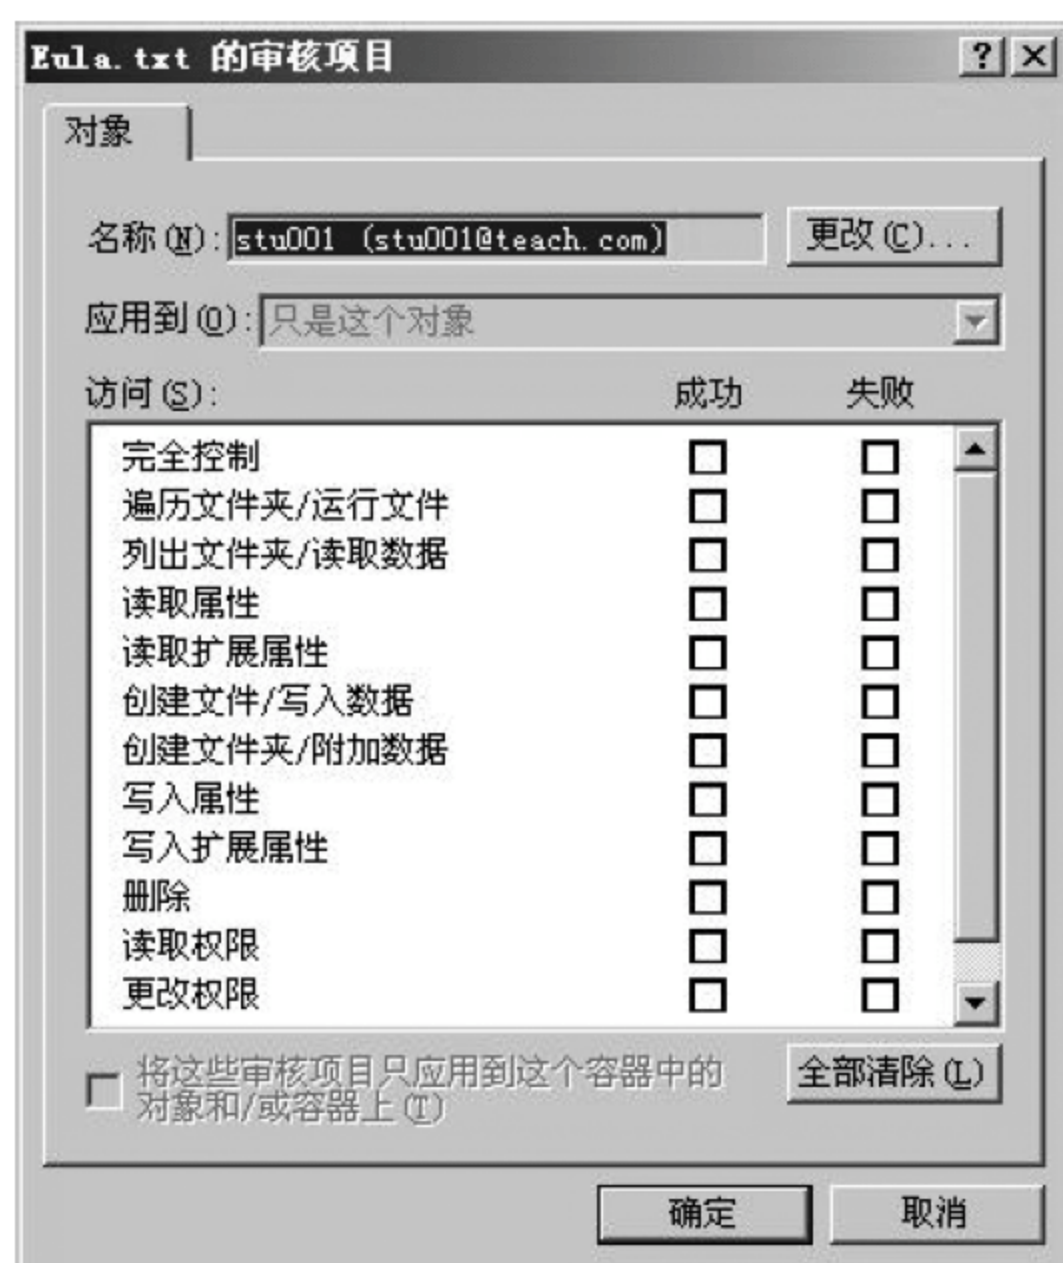 Eula.txt 的审核项目
对象
名称(N): stu001 (stu001@teach.com) 更改(C)...
应用到(O): 只是这个对象
访问(S): 成功 失败
完全控制
遍历文件夹/运行文件
列出文件夹/读取数据
读取属性
读取扩展属性
创建文件/写入数据
创建文件夹/附加数据
写入属性
写入扩展属性
删除
读取权限
更改权限
将这些审核项目只应用到这个容器中的
对象和/或容器上(T)
全部清除(L)
确定 取消